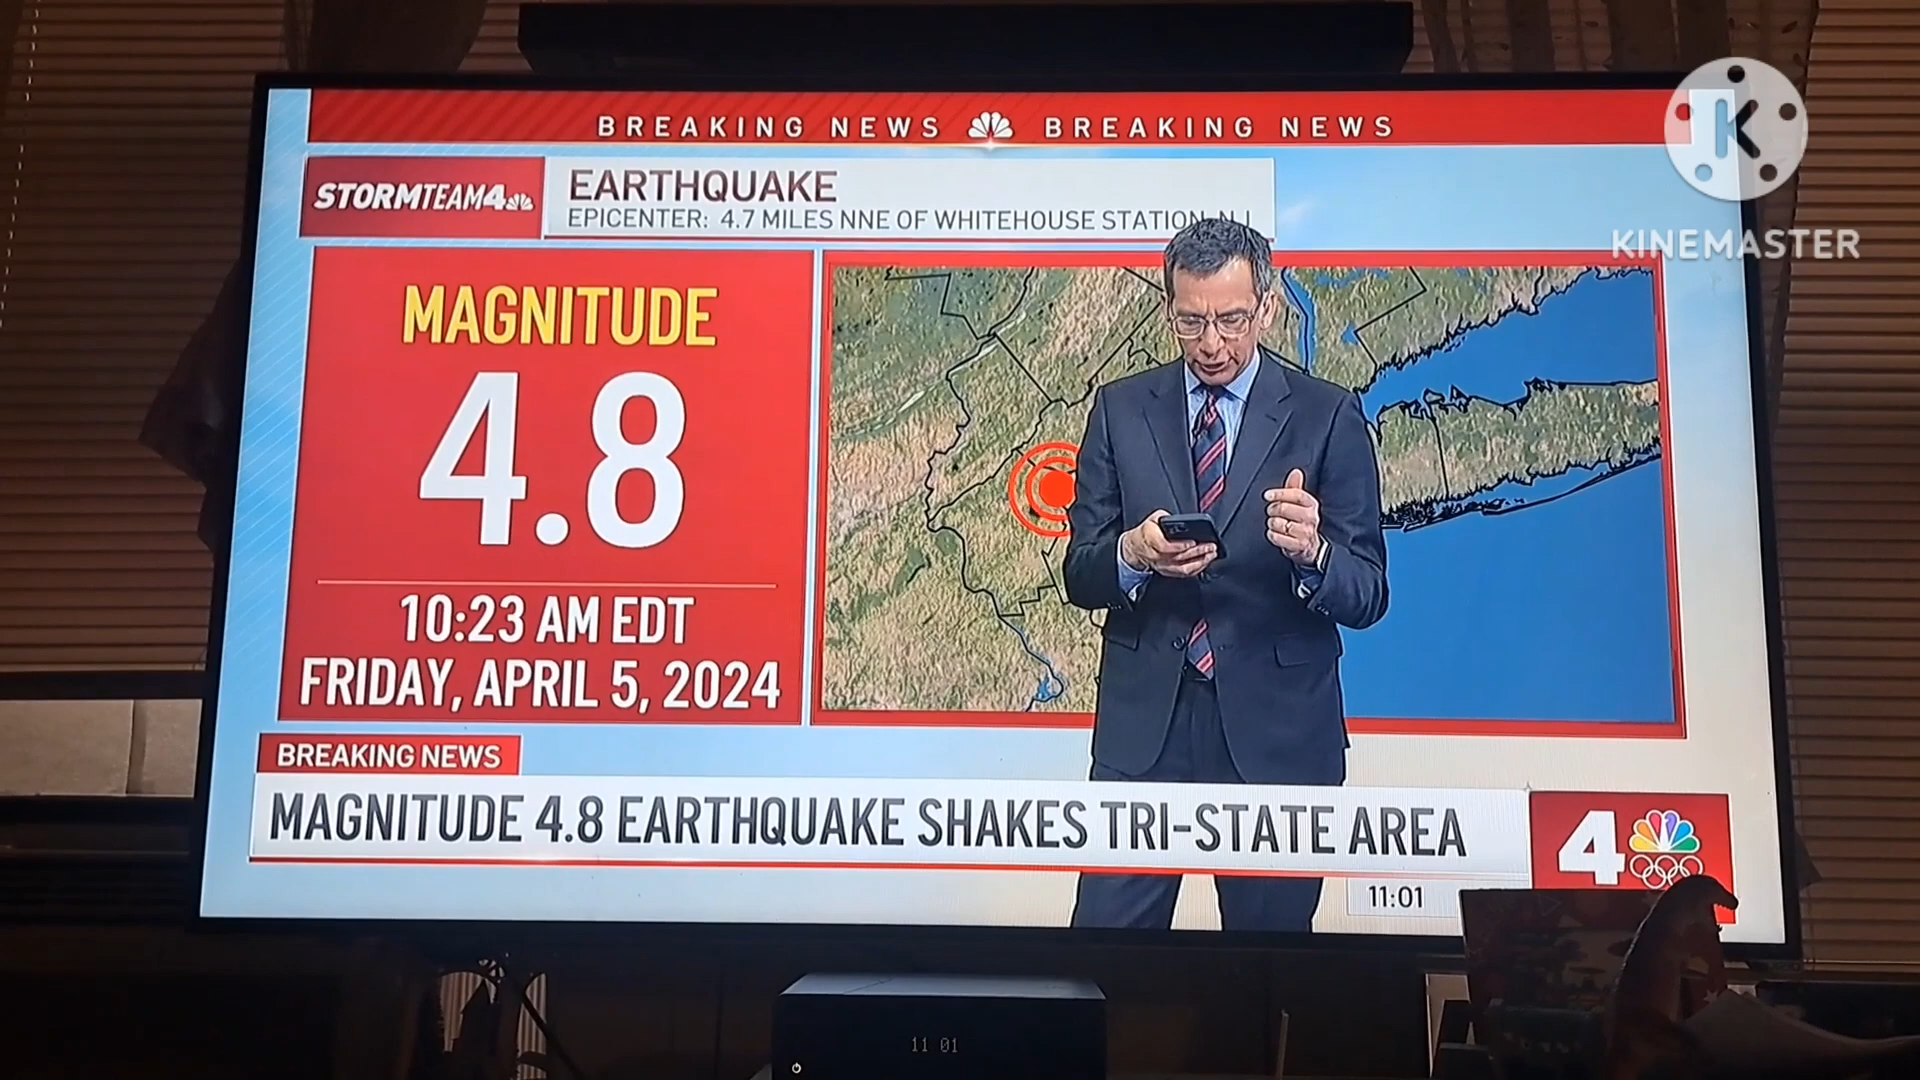 BREAKING NEWS BREAKING NEWS
K
KINEMASTER
STORMTEAM4
EARTHQUAKE
EPICENTER: 4.7 MILES NNE OF WHITEHOUSE STATION, NJ
MAGNITUDE
4.8
10:23 AM EDT
FRIDAY, APRIL 5, 2024
BREAKING NEWS
MAGNITUDE 4.8 EARTHQUAKE SHAKES TRI-STATE AREA
4
11:01
11 01